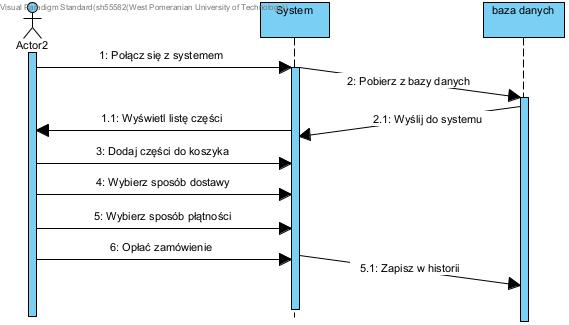 Visual Paradigm Standard(sh55582(West Pomeranian University of Technology))
System
baza danych
Actor2
1: Połącz się z systemem
2: Pobierz z bazy danych
1.1: Wyświetl listę części
2.1: Wyślij do systemu
3: Dodaj części do koszyka
4: Wybierz sposób dostawy
5: Wybierz sposób płątności
6: Opłać zamówienie
5.1: Zapisz w historii